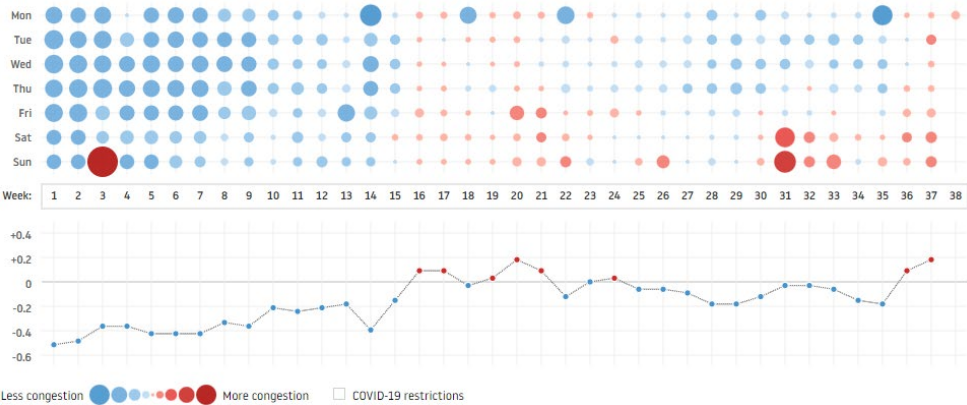 Mon
Tue
Wed
Thu
Fri
Sat
Sun
Week: 1 2 3 4 5 6 7 8 9 10 11 12 13 14 15 16 17 18 19 20 21 22 23 24 25 26 27 28 29 30 31 32 33 34 35 36 37 38
+0.4
+0.2
0
-0.2
-0.4
-0.6
Less congestion More congestion COVID-19 restrictions